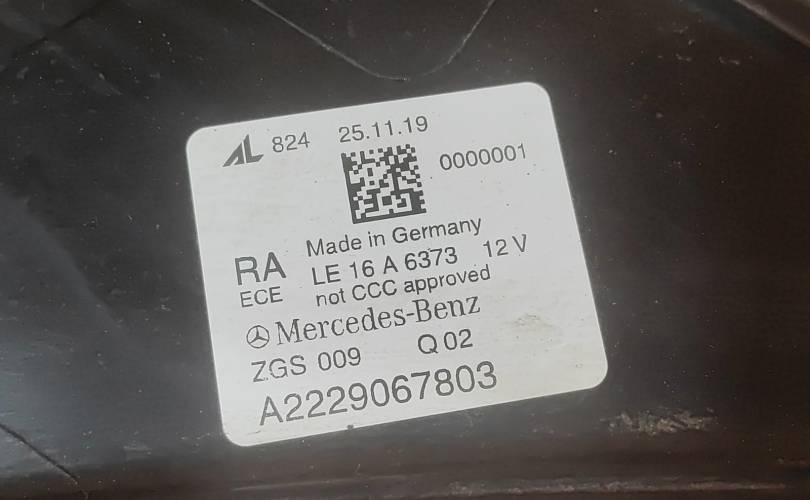 AL 824 25.11.19
0000001
Made in Germany
RA LE 16 A 6373 12 V
ECE not CCC approved
Mercedes-Benz
ZGS 009 Q 02
A2229067803